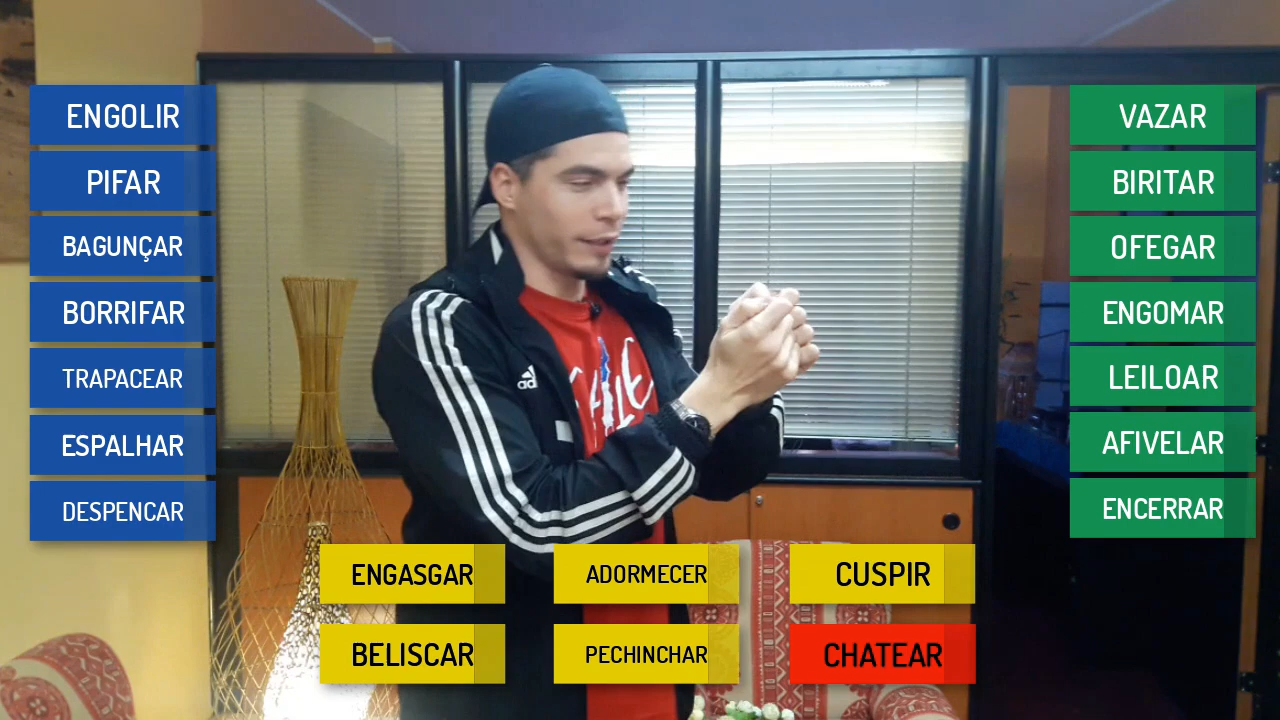 ENGOLIR
PIFAR
BAGUNÇAR
BORRIFAR
TRAPACEAR
ESPALHAR
DESPENCAR
ENGASGAR
ADORMECER
CUSPIR
BELISCAR
PECHINCHAR
CHATEAR
VAZAR
BIRITAR
OFEGAR
ENGOMAR
LEILOAR
AFIVELAR
ENCERRAR
adi